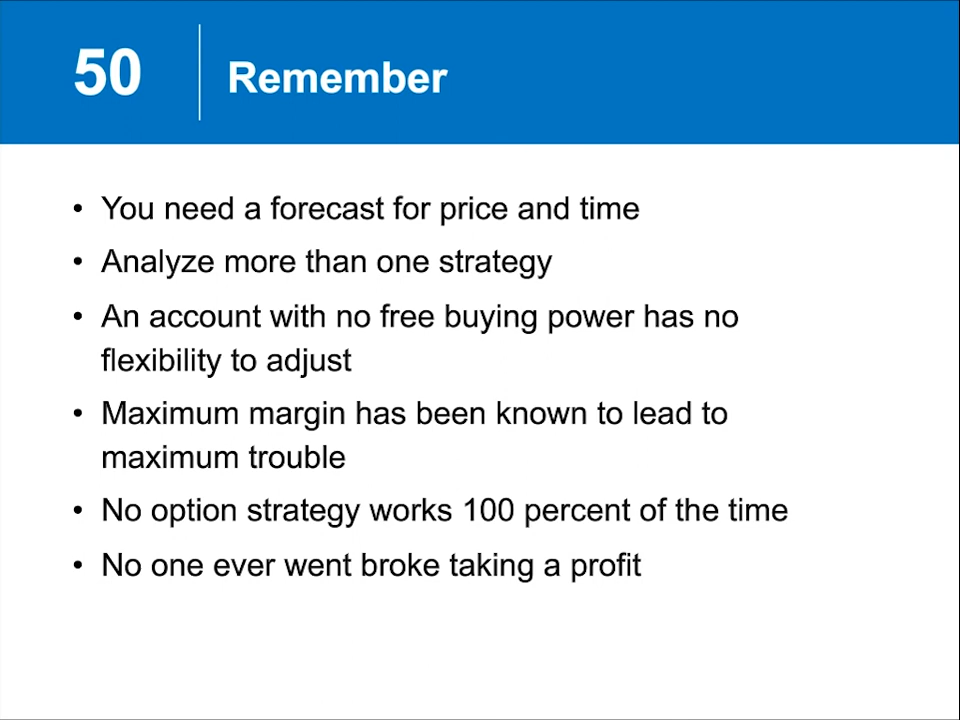 50
Remember
• You need a forecast for price and time
• Analyze more than one strategy
• An account with no free buying power has no
flexibility to adjust
• Maximum margin has been known to lead to
maximum trouble
• No option strategy works 100 percent of the time
• No one ever went broke taking a profit